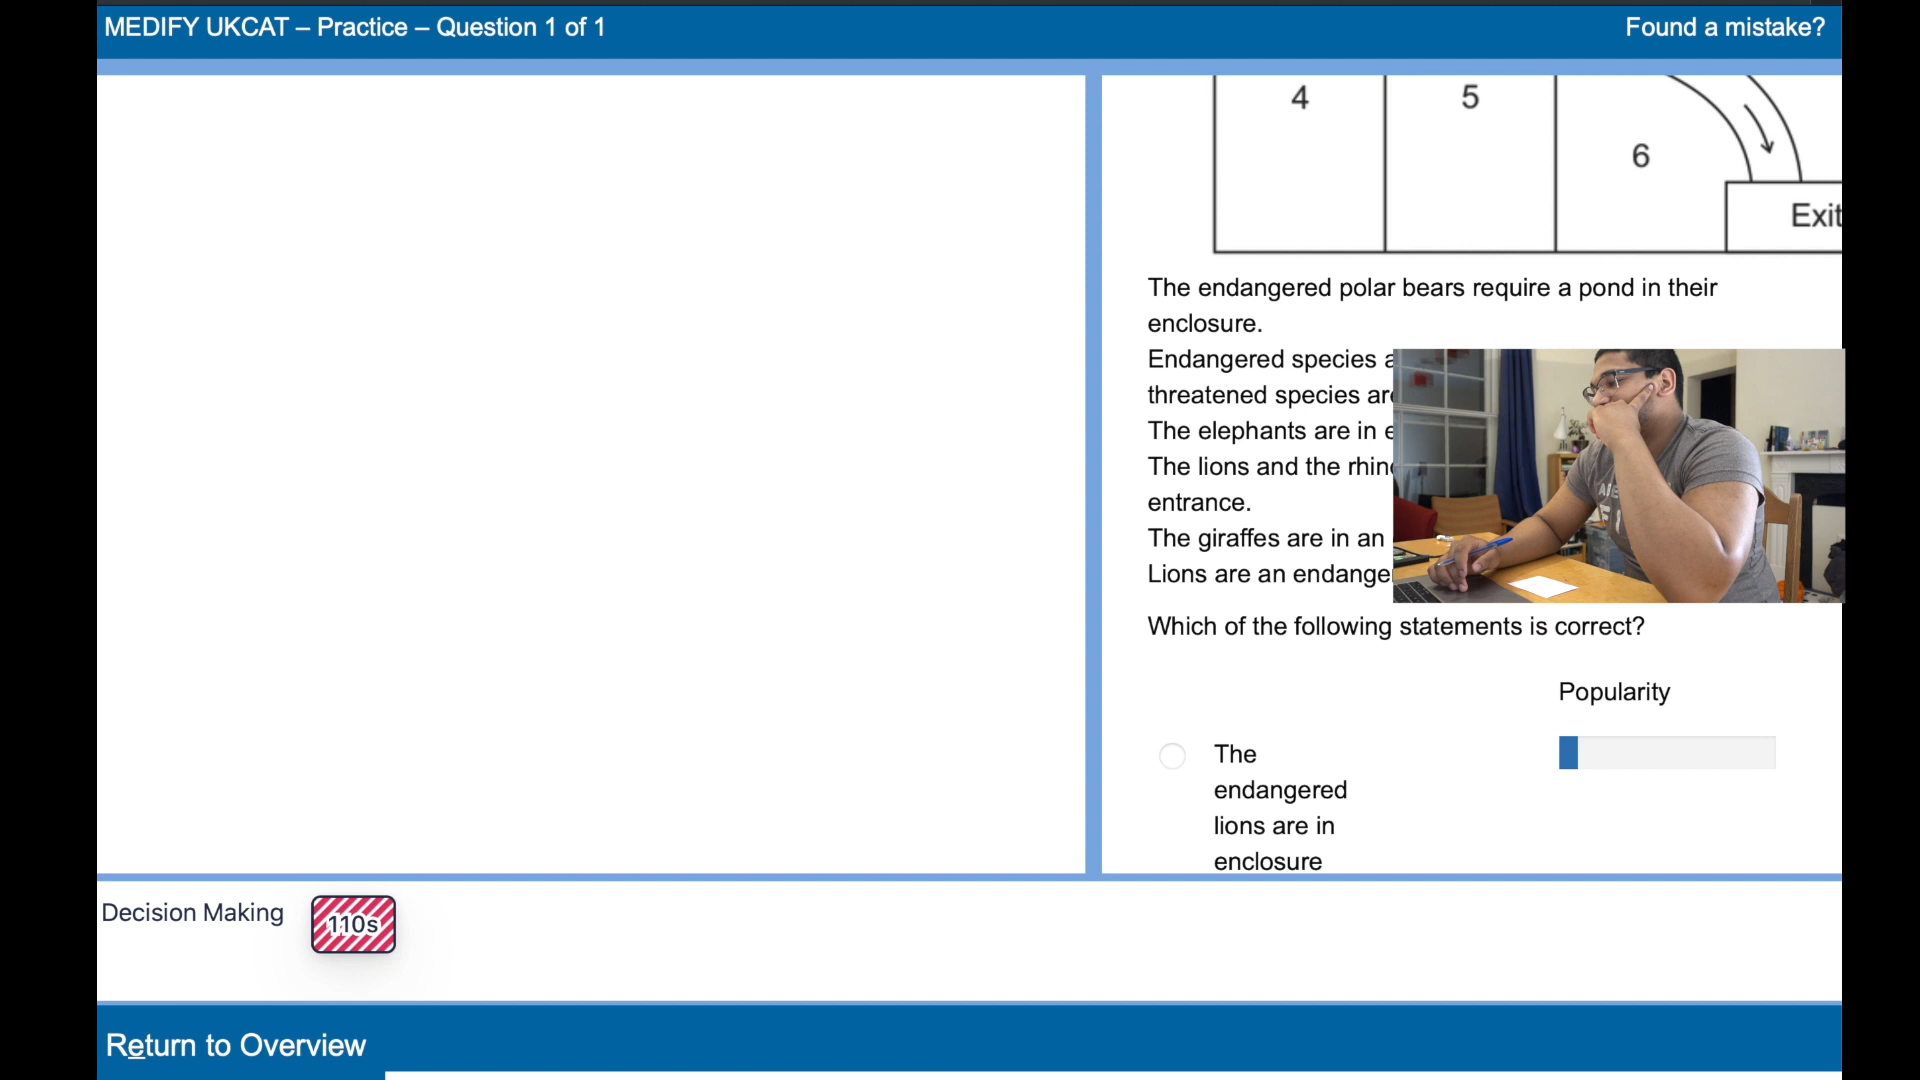 MEDIFY UKCAT – Practice – Question 1 of 1
Found a mistake?
4
5
6
Exit
The endangered polar bears require a pond in their
enclosure.
Endangered species
threatened species are
The elephants are in
The lions and the
entrance.
The giraffes are in an
Lions are an
Which of the following statements is correct?
Popularity
The
endangered
lions are in
enclosure
Decision Making
110s
Return to Overview